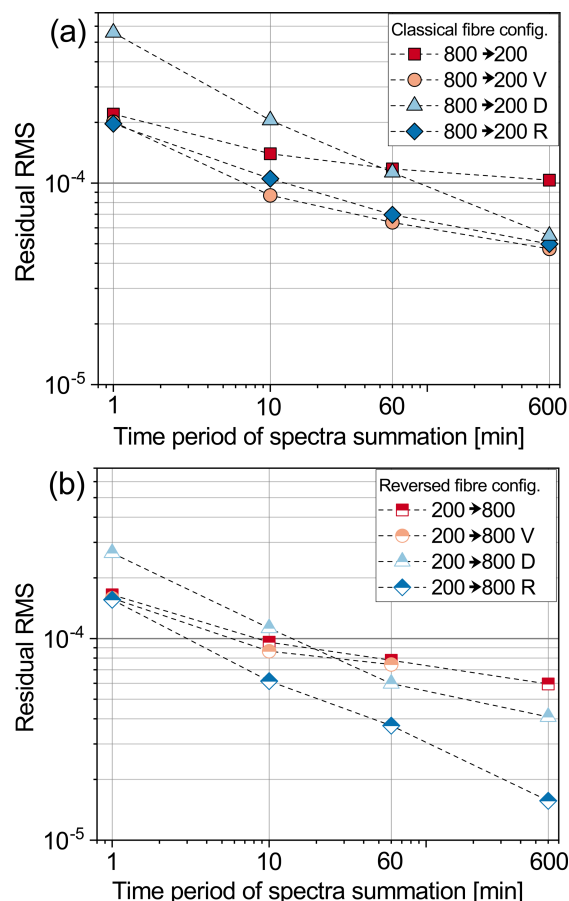 (a)
Classical fibre config.
800➔200
800➔200 V
800➔200 D
800➔200 R
Residual RMS
10⁻⁴
10⁻⁵
1
10
60
600
Time period of spectra summation [min]
(b)
Reversed fibre config.
200➔800
200➔800 V
200➔800 D
200➔800 R
Residual RMS
10⁻⁴
10⁻⁵
1
10
60
600
Time period of spectra summation [min]